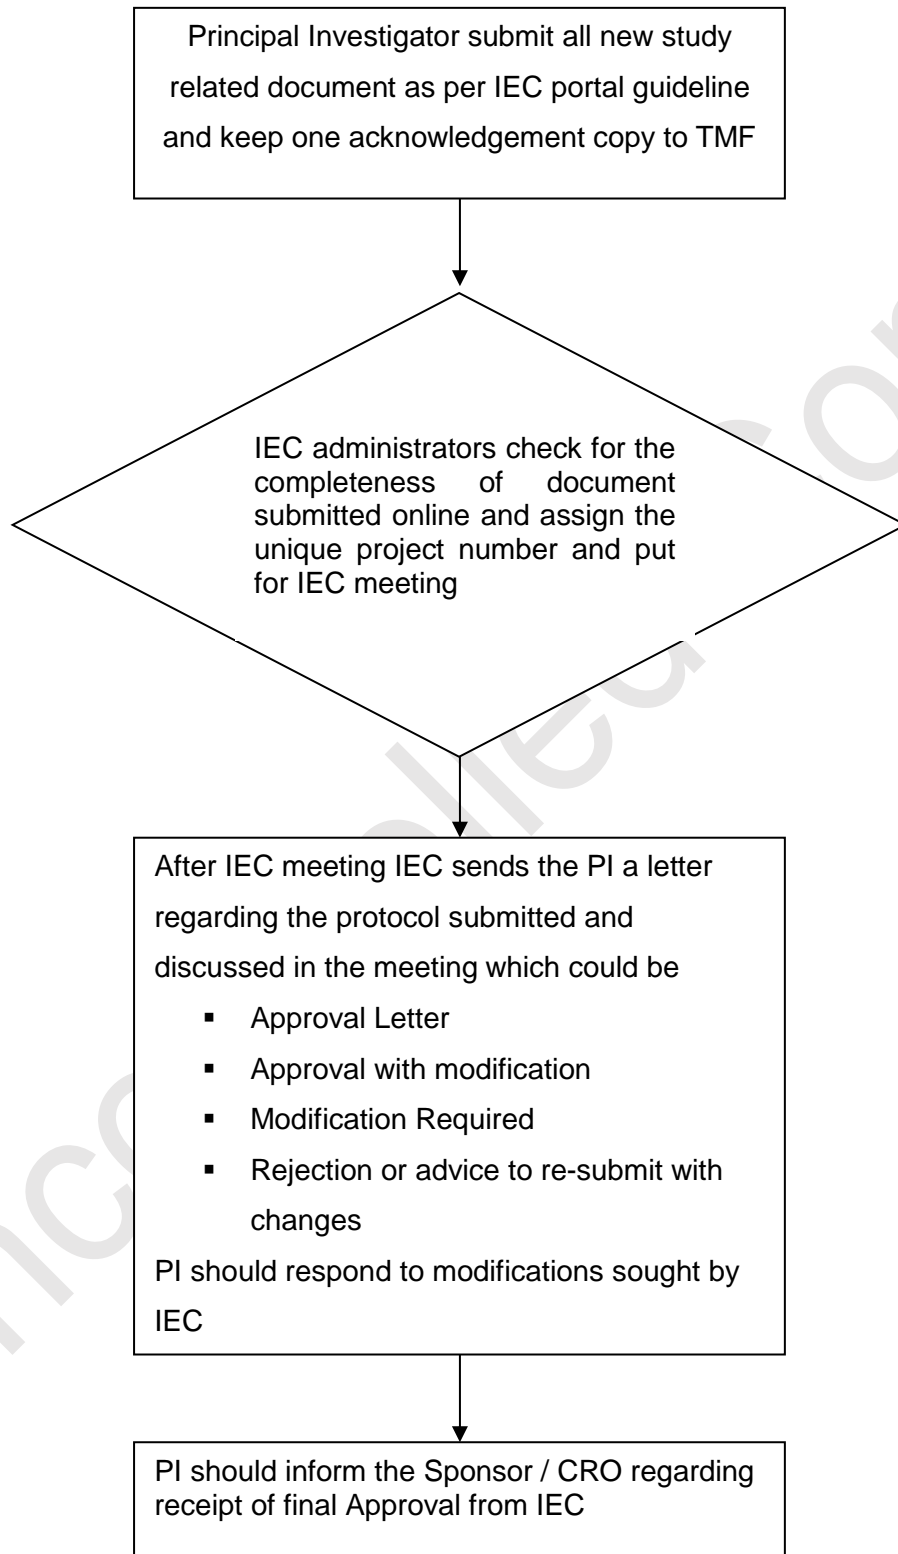 Principal Investigator submit all new study
related document as per IEC portal guideline
and keep one acknowledgement copy to TMF
IEC administrators check for the
completeness of document
submitted online and assign the
unique project number and put
for IEC meeting
After IEC meeting IEC sends the PI a letter
regarding the protocol submitted and
discussed in the meeting which could be
▪ Approval Letter
▪ Approval with modification
▪ Modification Required
▪ Rejection or advice to re-submit with
changes
PI should respond to modifications sought by
IEC
PI should inform the Sponsor / CRO regarding
receipt of final Approval from IEC